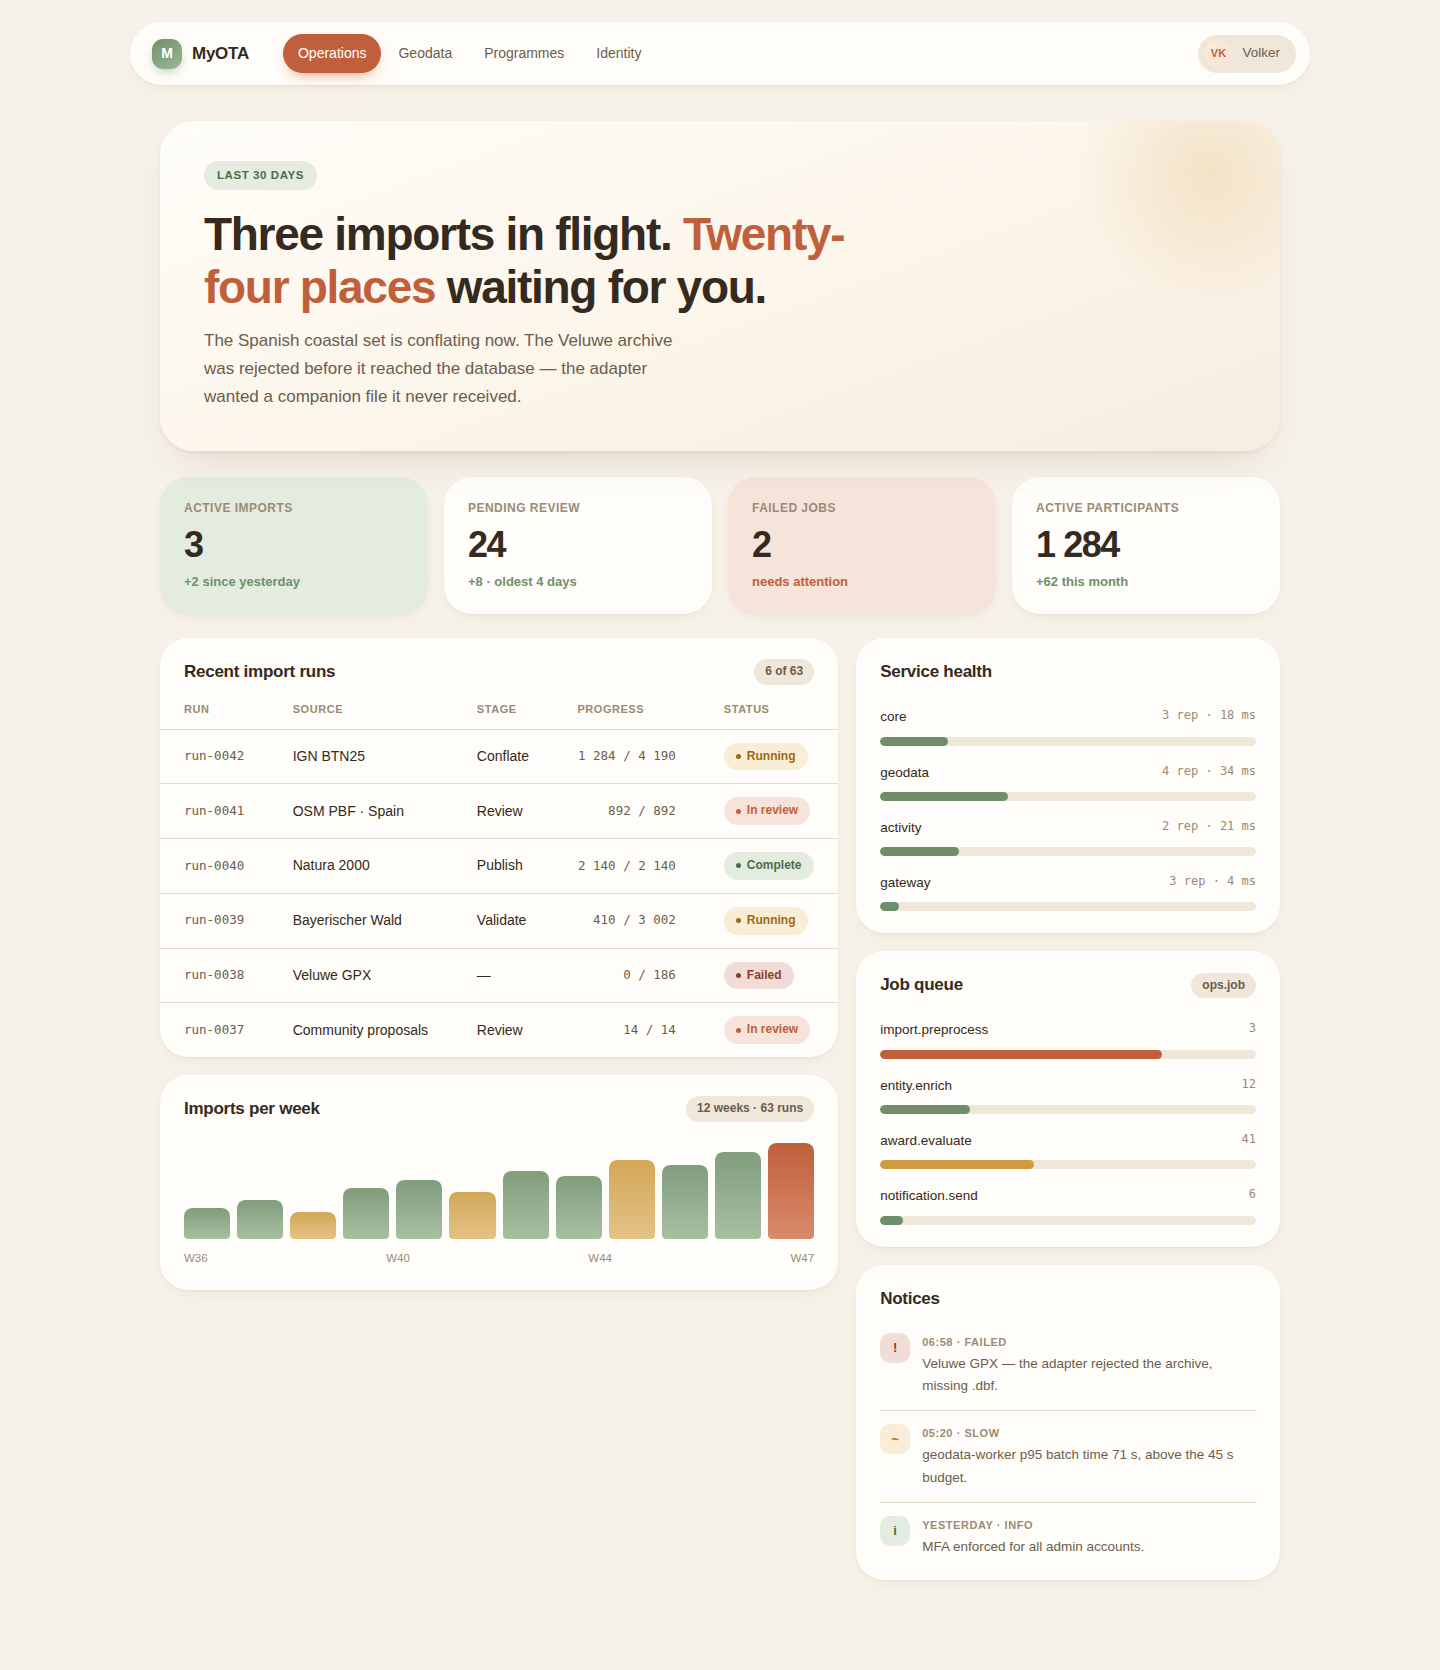 M MyOTA Operations Geodata Programmes Identity VK Volker
LAST 30 DAYS
Three imports in flight. Twenty-
four places waiting for you.
The Spanish coastal set is conflating now. The Veluwe archive
was rejected before it reached the database — the adapter
wanted a companion file it never received.
ACTIVE IMPORTS
3
+2 since yesterday
PENDING REVIEW
24
+8 · oldest 4 days
FAILED JOBS
2
needs attention
ACTIVE PARTICIPANTS
1 284
+62 this month
Recent import runs 6 of 63
RUN SOURCE STAGE PROGRESS STATUS
run-0042 IGN BTN25 Conflate 1 284 / 4 190 Running
run-0041 OSM PBF · Spain Review 892 / 892 In review
run-0040 Natura 2000 Publish 2 140 / 2 140 Complete
run-0039 Bayerischer Wald Validate 410 / 3 002 Running
run-0038 Veluwe GPX — 0 / 186 Failed
run-0037 Community proposals Review 14 / 14 In review
Imports per week 12 weeks · 63 runs
W36 W40 W44 W47
Service health
core 3 rep · 18 ms
geodata 4 rep · 34 ms
activity 2 rep · 21 ms
gateway 3 rep · 4 ms
Job queue ops.job
import.preprocess 3
entity.enrich 12
award.evaluate 41
notification.send 6
Notices
! 06:58 · FAILED
Veluwe GPX — the adapter rejected the archive,
missing .dbf.
~ 05:20 · SLOW
geodata-worker p95 batch time 71 s, above the 45 s
budget.
i YESTERDAY · INFO
MFA enforced for all admin accounts.